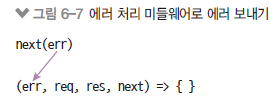 그림 6-7 에러 처리 미들웨어로 에러 보내기
next(err)
(err, req, res, next) => { }